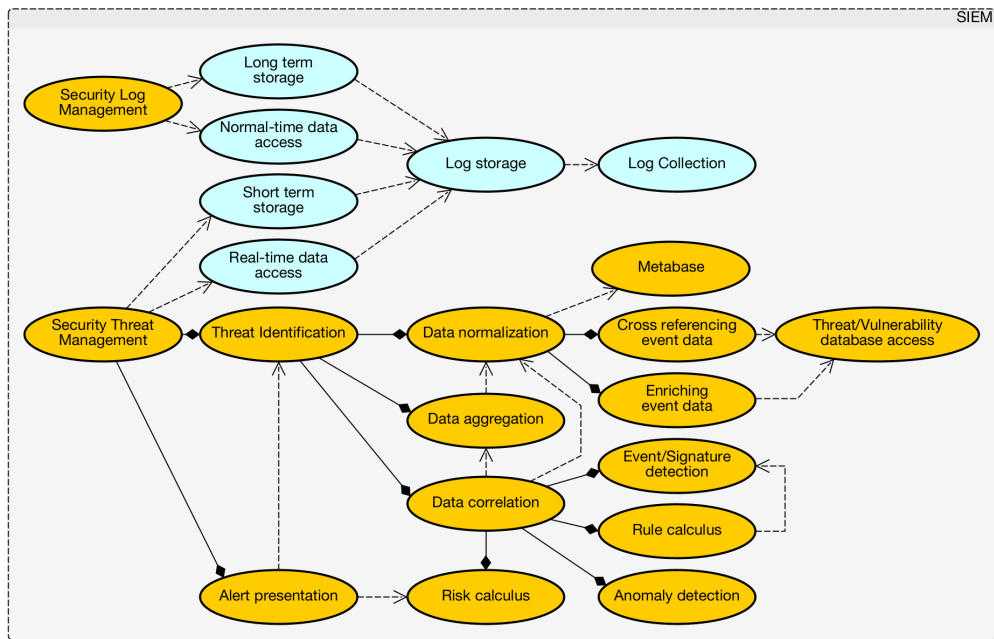 SIEM
Long term
storage
Security Log
Management
Normal-time data
access
Log storage
Log Collection
Short term
storage
Real-time data
access
Metabase
Security Threat
Management
Threat Identification
Data normalization
Cross referencing
event data
Threat/Vulnerability
database access
Enriching
event data
Data aggregation
Event/Signature
detection
Data correlation
Rule calculus
Alert presentation
Risk calculus
Anomaly detection